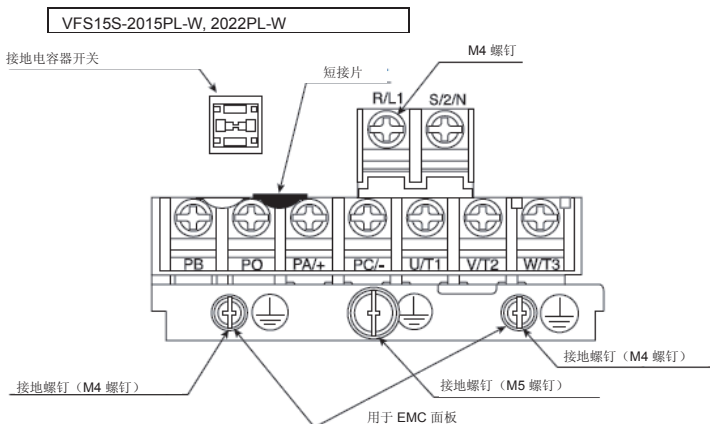 VFS15S-2015PL-W, 2022PL-W
接地电容器开关
短接片
M4 螺钉
R/L1 S/2/N
PB PO PA/+ PC/- U/T1 V/T2 W/T3
接地螺钉（M4 螺钉）
接地螺钉（M5 螺钉）
接地螺钉（M4 螺钉）
用于 EMC 面板